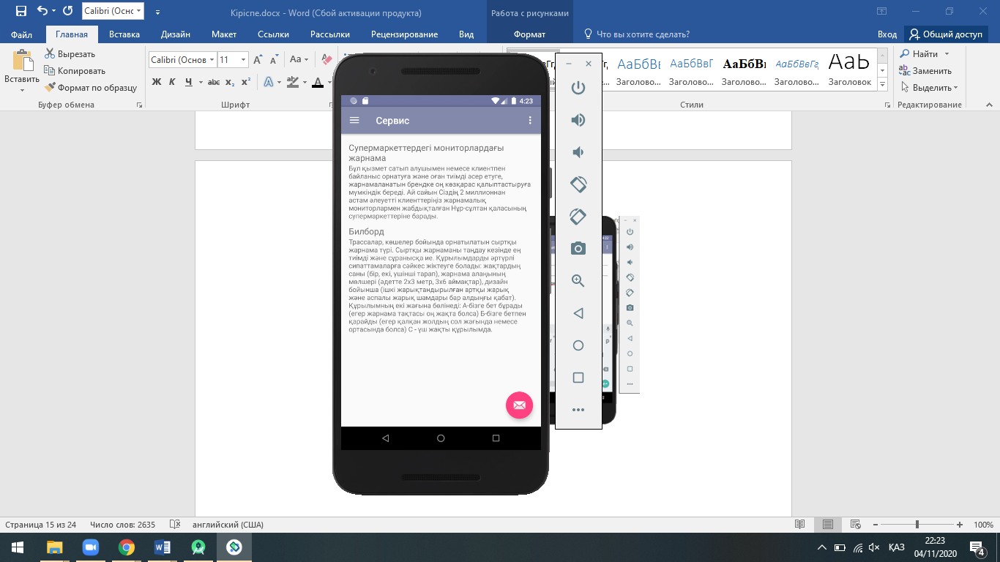 Calibri (Оснс
Кіріспе.docx - Word (Сбой активации продукта)
Работа с рисунками
Файл
Главная
Вставка
Дизайн
Макет
Ссылки
Рассылки
Рецензирование
Вид
Формат
Что вы хотите сделать?
Вход
Общий доступ
Вставить
Вырезать
Копировать
Формат по образцу
Буфер обмена
Calibri (Основ
11
Aa
Ж К Ч abc x₂ x²
Шрифт
АаБбВі АаБбВвГ АаБбВı АаБбВвГг, АаБ
Заголово... Заголово... Заголово... Заголово... Заголовок
Стили
Найти
Заменить
Выделить
Редактирование
4:23
Сервис
Супермаркеттердегі мониторлардағы
жарнама
Бұл қызмет сатып алушымен немесе клиентпен
байланыс орнатуға және оған тиімді әсер етуге,
жарнамаланатын брендке оң көзқарас қалыптастыруға
мүмкіндік береді. Ай сайын Сіздің 2 миллионнан
астам әлеуетті клиенттеріңіз жарнамалық
мониторлармен жабдықталған Нұр-сұлтан қаласының
супермаркеттеріне барады.
Билборд
Трассалар, көшелер бойында орнатылатын сыртқы
жарнама түрі. Сыртқы жарнаманы таңдау кезінде ең
тиімді және сұранысқа ие. Құрылымдарды әртүрлі
сипаттамаларға сәйкес жіктеуге болады: жақтардың
саны (бір, екі, үшінші тарап), жарнама алаңының
мөлшері (әдетте 2х3 метр, 3х6 аймақтар), дизайн
бойынша (ішкі жарықтандырылған артқы жарық
және аспалы жарық шамдары бар алдыңғы қабат).
Құрылымның екі жағына бөлінеді: А-бізге бет бұрады
(егер жарнама тақтасы оң жақта болса) Б-бізге бетпен
қарайды (егер қалқан жолдың сол жағында немесе
ортасында болса) С - үш жақты құрылымда.
Страница 15 из 24
Число слов: 2635
английский (США)
100%
ҚАЗ
22:23
04/11/2020
4